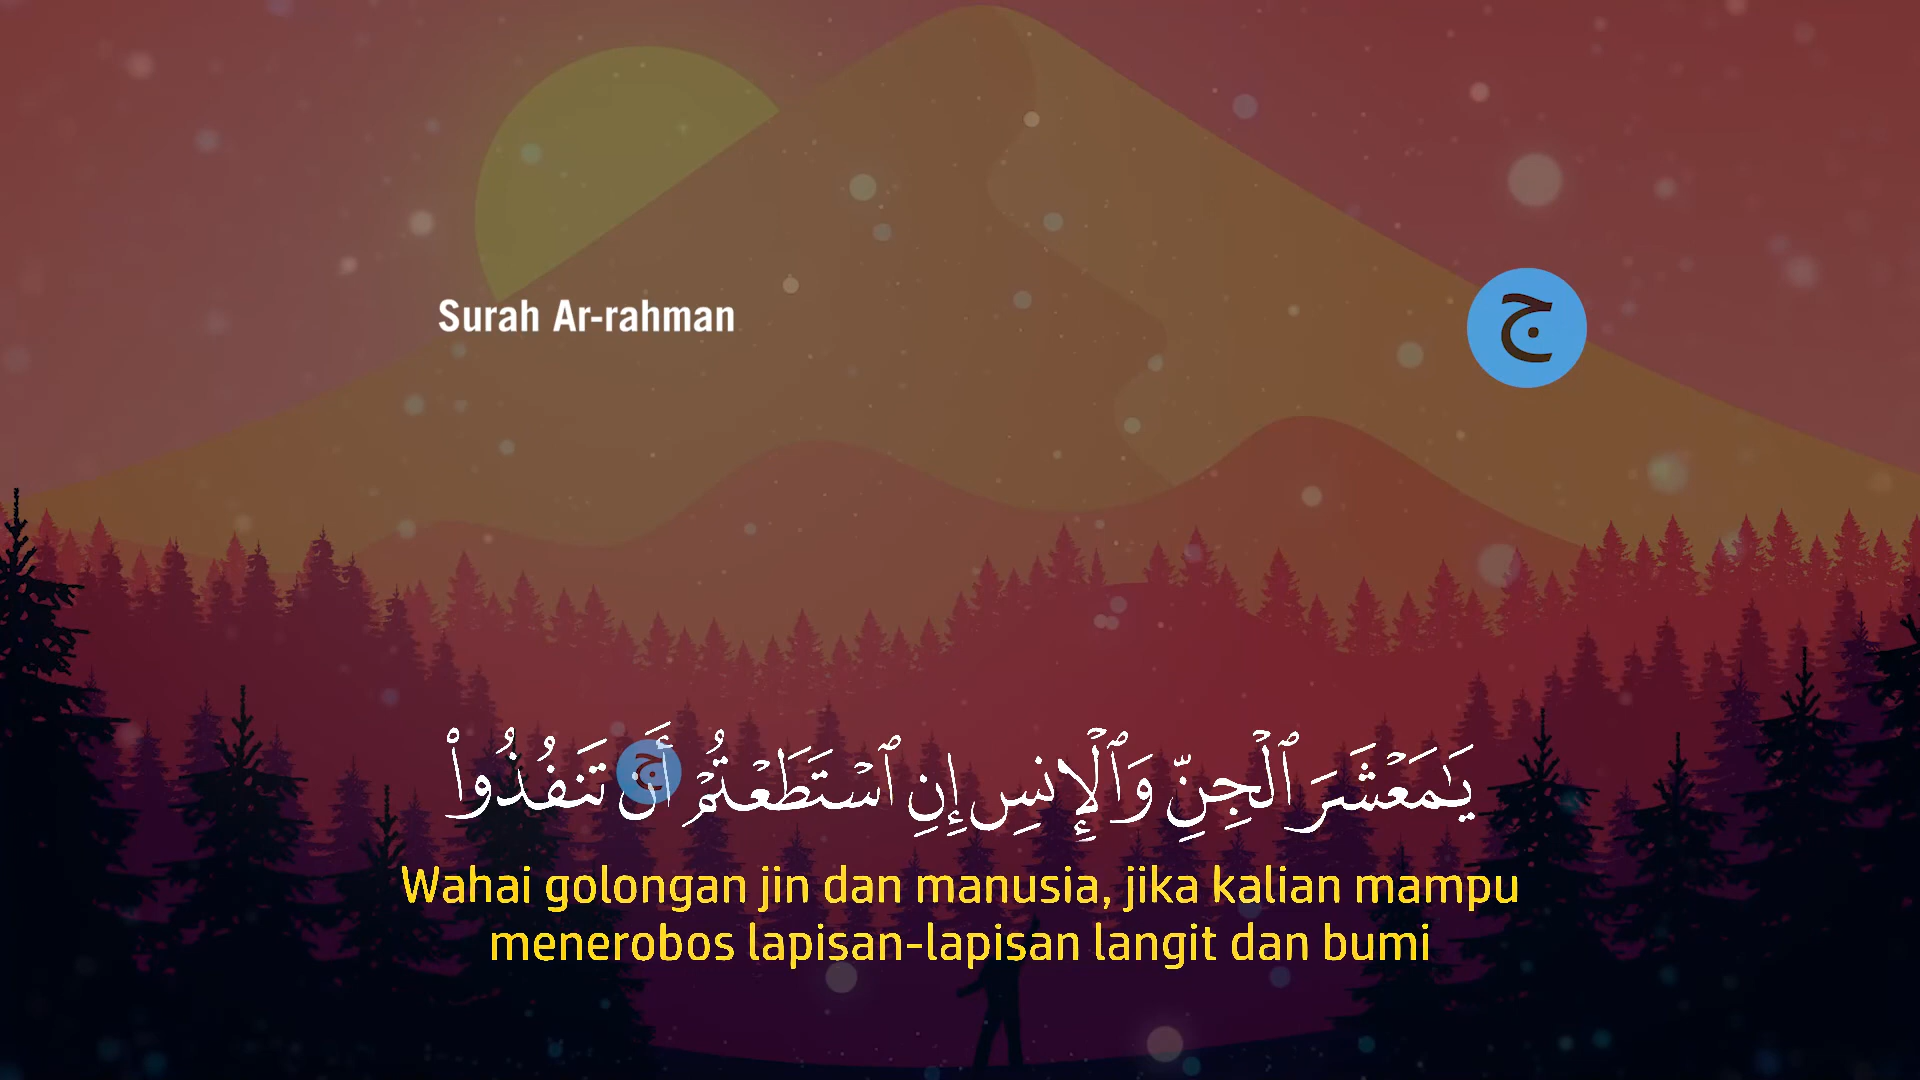 Surah Ar-rahman
ج
يَٰمَعْشَرَ ٱلْجِنِّ وَٱلْإِنسِ إِنِ ٱسْتَطَعْتُمْ أَن تَنفُذُوا۟
ج
Wahai golongan jin dan manusia, jika kalian mampu
menerobos lapisan-lapisan langit dan bumi